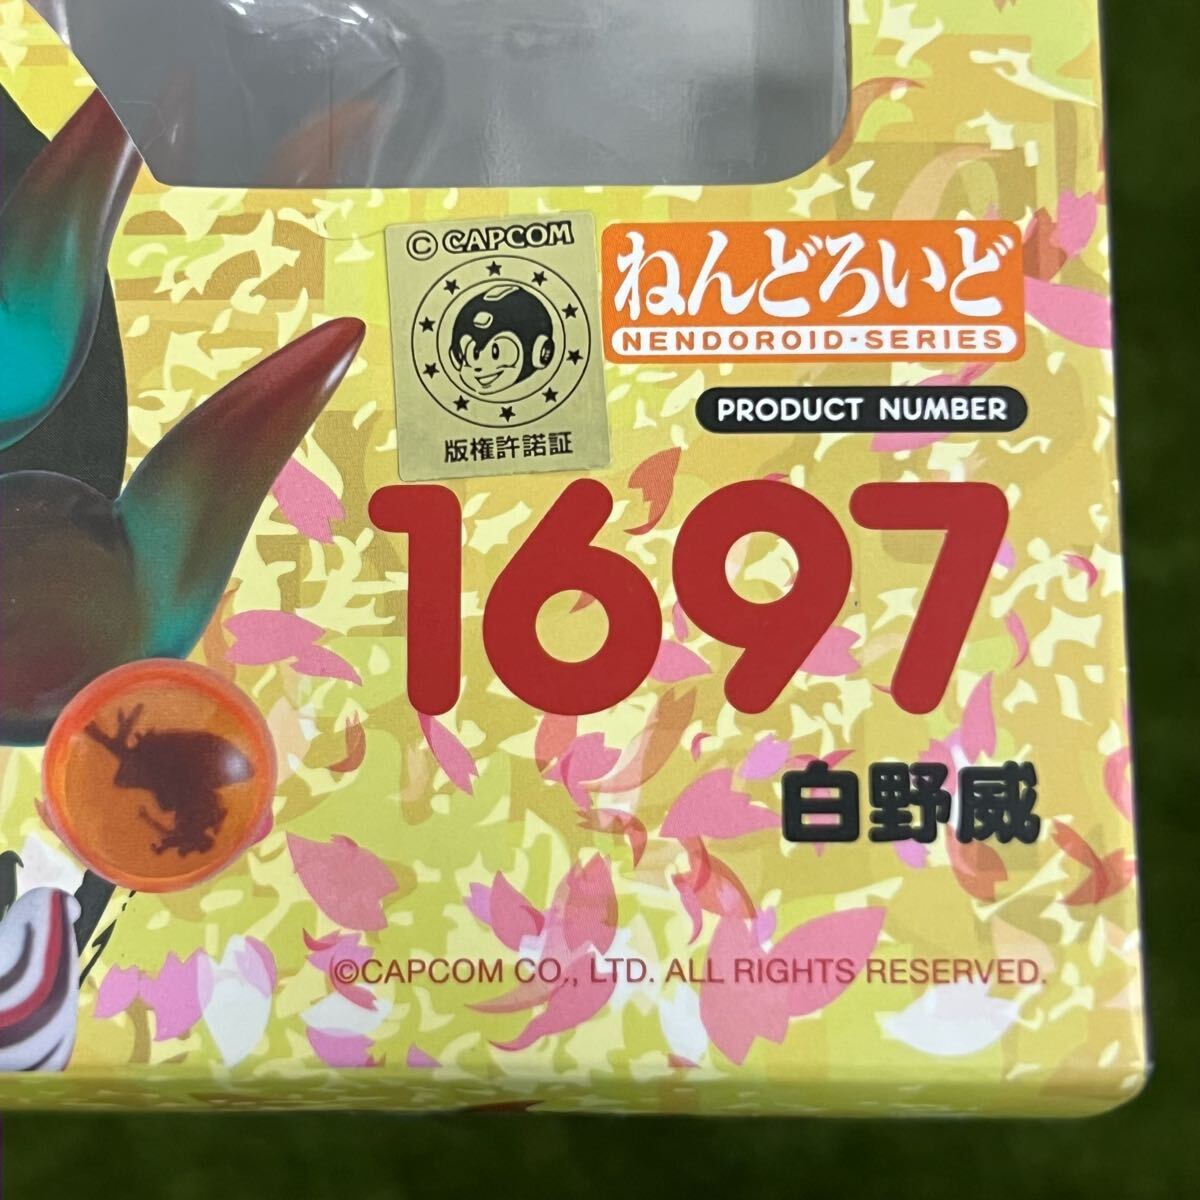 © CAPCOM
版権許諾証
ねんどろいど
NENDOROID·SERIES
PRODUCT NUMBER
1697
白野威
©CAPCOM CO., LTD. ALL RIGHTS RESERVED.